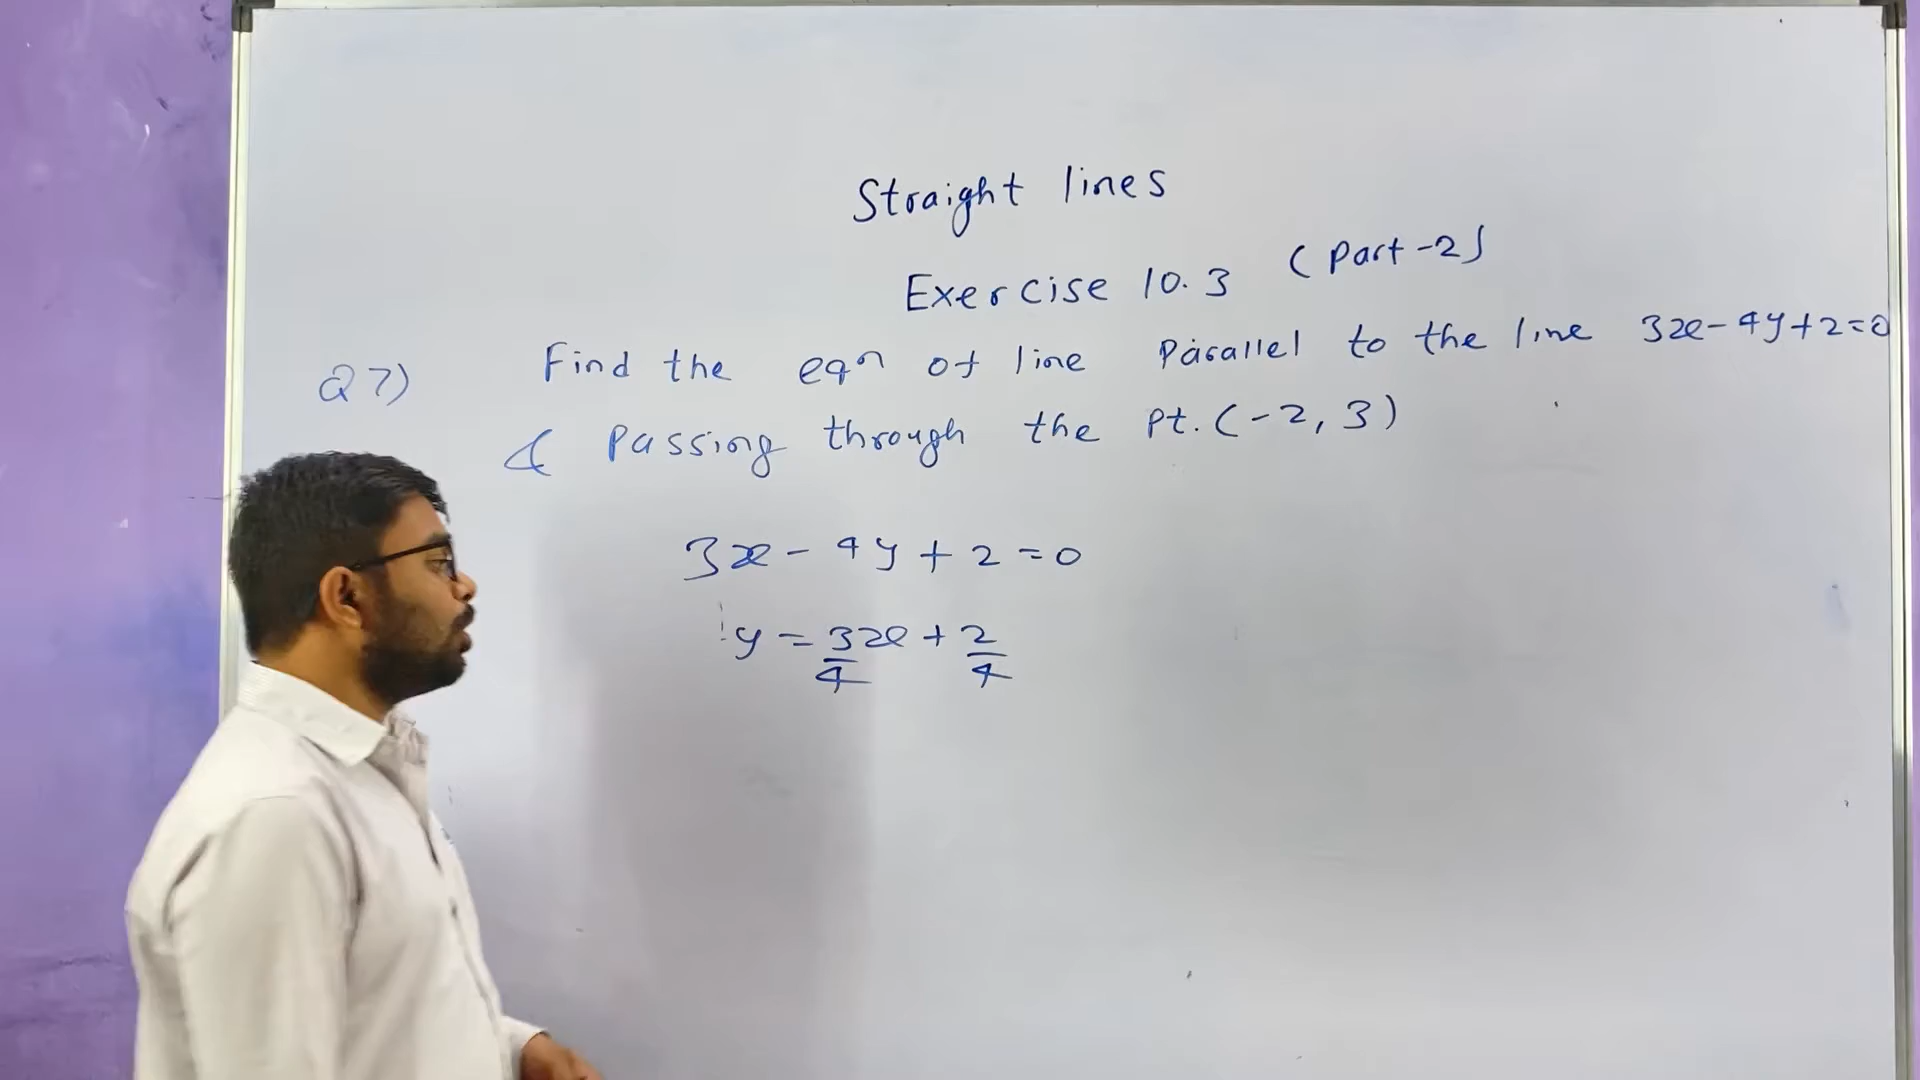 Straight lines
Exercise 10.3 (Part-2)
Q7) Find the eqn of line Parallel to the line 3x-4y+2=0
& Passing through the pt. (-2, 3)
3x - 4y + 2 = 0
y = 3x/4 + 2/4